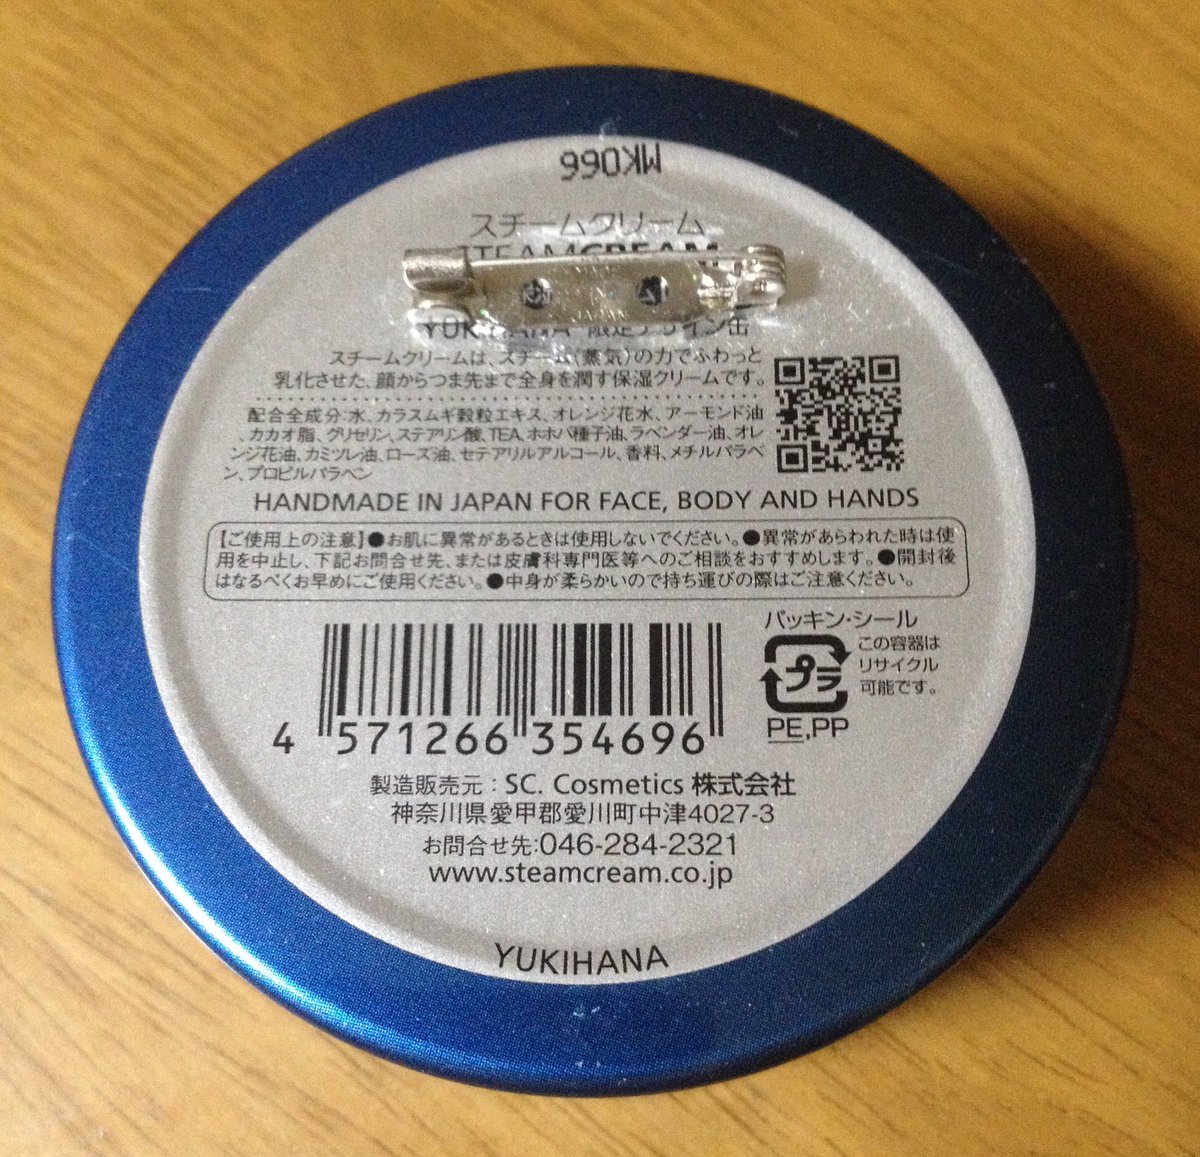 MK066
スチームクリーム
STEAMCREAM
YUKIHANA 限定デザイン缶
スチームクリームは、スチーム(蒸気)の力でふわっと
乳化させた、顔からつま先まで全身を潤す保湿クリームです。
配合全成分:水、カラスムギ穀粒エキス、オレンジ花水、アーモンド油
、カカオ脂、グリセリン、ステアリン酸、TEA、ホホバ種子油、ラベンダー油、オレ
ンジ花油、カミツレ油、ローズ油、セテアリルアルコール、香料、メチルパラベ
ン、プロピルパラベン
HANDMADE IN JAPAN FOR FACE, BODY AND HANDS
【ご使用上の注意】●お肌に異常があるときは使用しないでください。●異常があらわれた時は使
用を中止し、下記お問合せ先、または皮膚科専門医等へのご相談をおすすめします。●開封後
はなるべくお早めにご使用ください。●中身が柔らかいので持ち運びの際はご注意ください。
パッキン・シール
この容器は
リサイクル
可能です。
プラ
PE,PP
4 571266 354696
製造販売元:SC. Cosmetics 株式会社
神奈川県愛甲郡愛川町中津4027-3
お問合せ先:046-284-2321
www.steamcream.co.jp
YUKIHANA